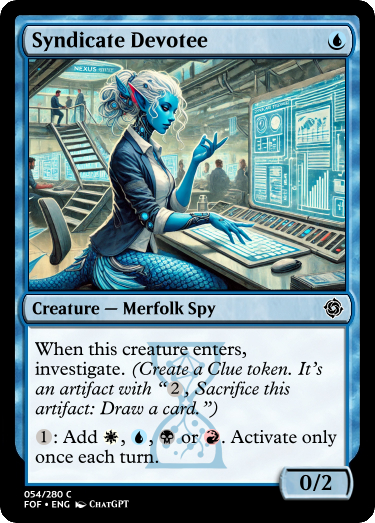 Syndicate Devotee
NEXUS
Creature — Merfolk Spy
When this creature enters,
investigate. (Create a Clue token. It's
an artifact with “2, Sacrifice this
artifact: Draw a card.”)
1: Add , , or . Activate only
once each turn.
0/2
054/280 C
FOF • ENG ChatGPT